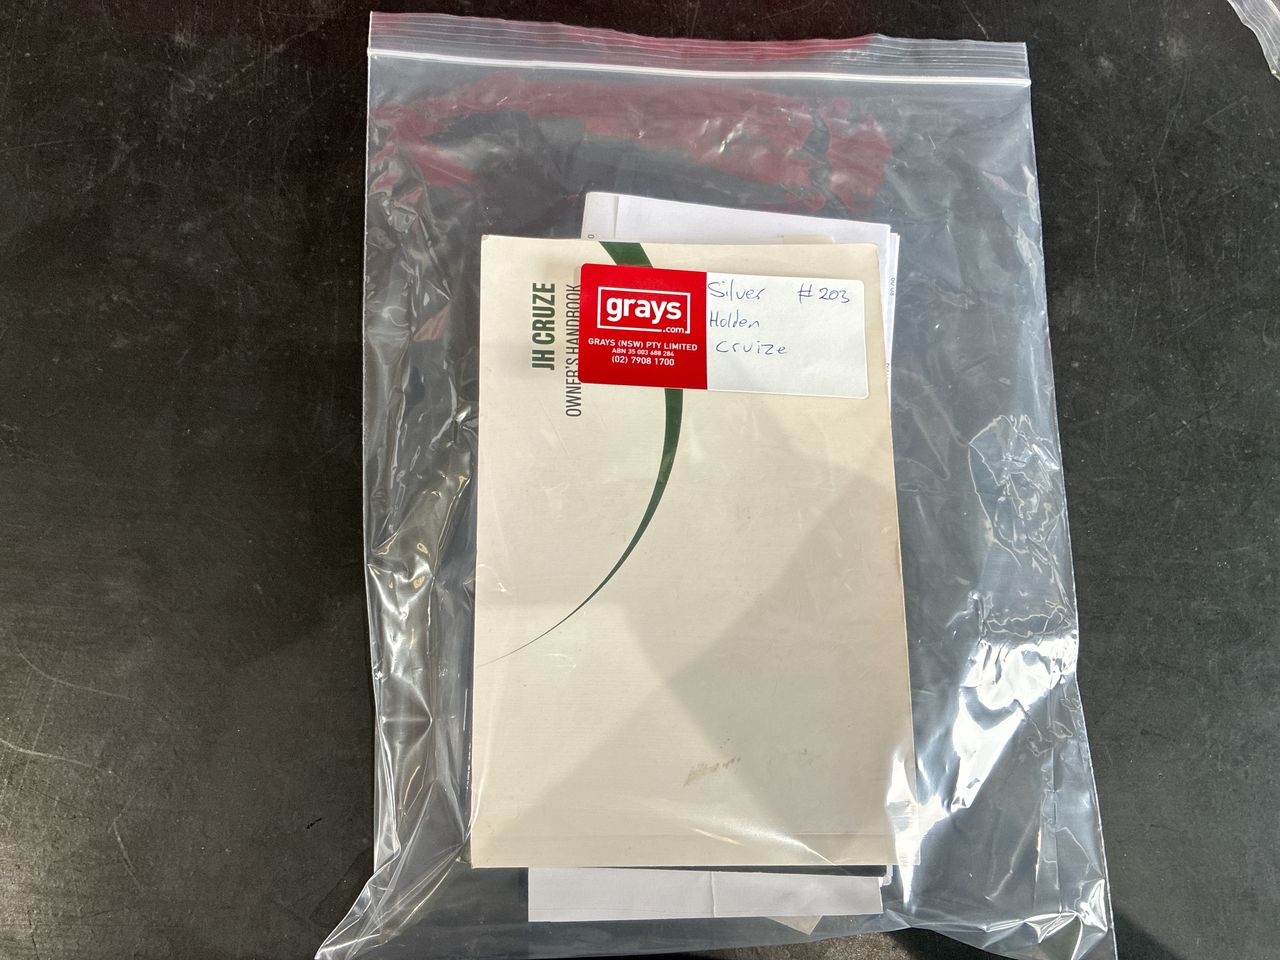 JH CRUZE
OWNER'S HANDBOOK
grays
.com
GRAYS (NSW) PTY LIMITED
ABN 35 003 688 284
(02) 7908 1700
Silver #203
Holden
Cruize